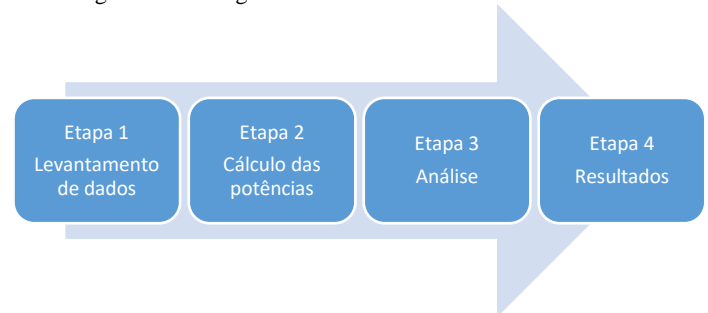 Etapa 1
Levantamento
de dados
Etapa 2
Cálculo das
potências
Etapa 3
Análise
Etapa 4
Resultados